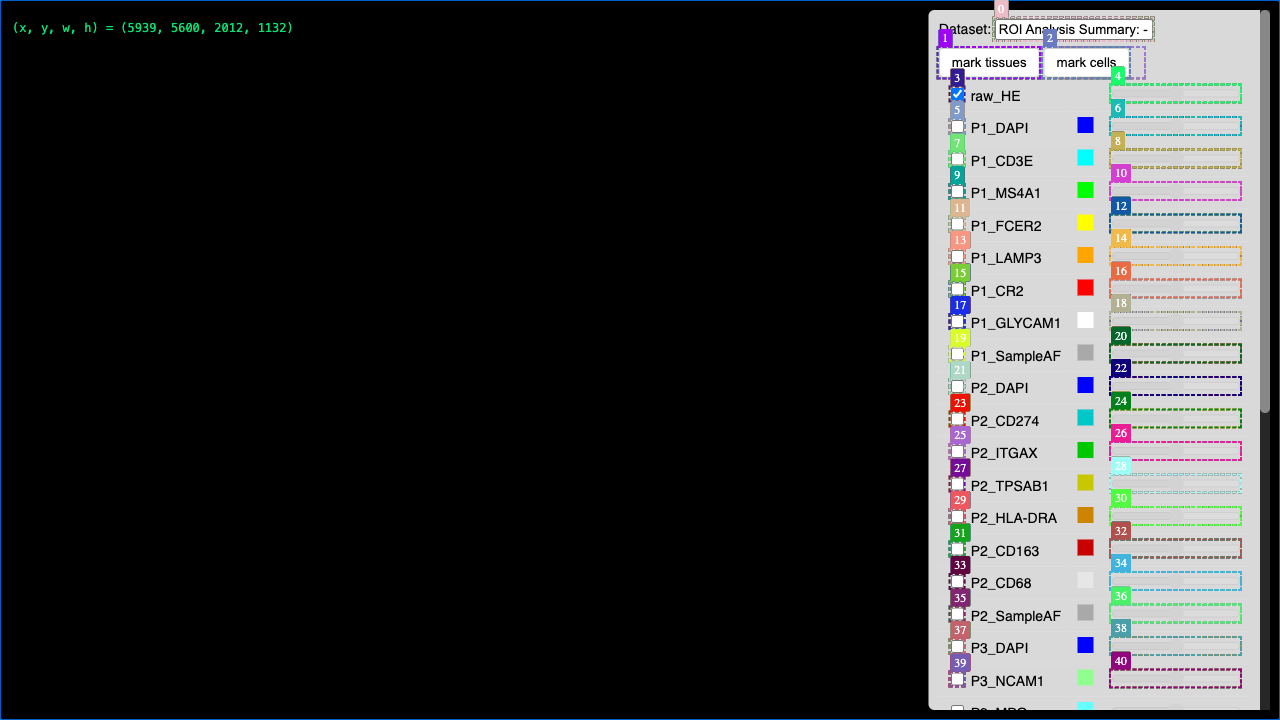 (x, y, w, h) = (5939, 5600, 2012, 1132)
0
Dataset: ROI Analysis Summary: -
1 2
mark tissues mark cells
3 4
raw_HE
5 6
P1_DAPI
7 8
P1_CD3E
9 10
P1_MS4A1
11 12
P1_FCER2
13 14
P1_LAMP3
15 16
P1_CR2
17 18
P1_GLYCAM1
19 20
P1_SampleAF
21 22
P2_DAPI
23 24
P2_CD274
25 26
P2_ITGAX
27 28
P2_TPSAB1
29 30
P2_HLA-DRA
31 32
P2_CD163
33 34
P2_CD68
35 36
P2_SampleAF
37 38
P3_DAPI
39 40
P3_NCAM1